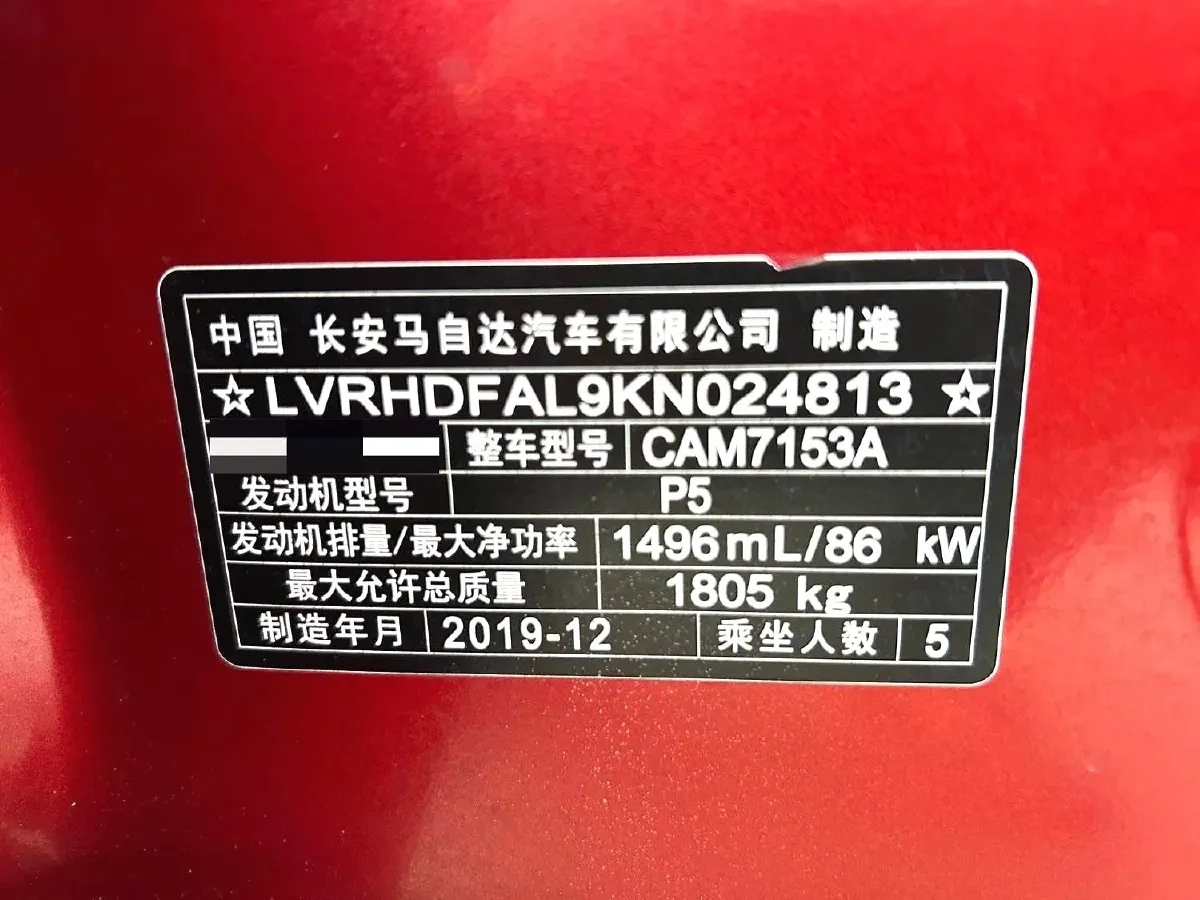 中国 长安马自达汽车有限公司 制造
☆LVRHDFAL9KN024813☆
整车型号 CAM7153A
发动机型号 P5
发动机排量/最大净功率 1496mL/86 kW
最大允许总质量 1805 kg
制造年月 2019-12 乘坐人数 5